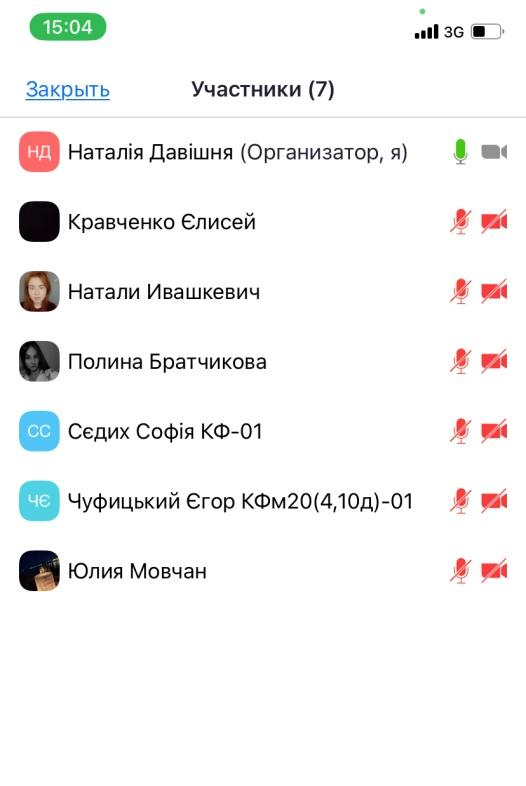 15:04
3G
Закрыть
Участники (7)
НД Наталія Давішня (Организатор, я)
Кравченко Єлисей
Натали Ивашкевич
Полина Братчикова
СС Сєдих Софія КФ-01
ЧЄ Чуфицький Єгор КФм20(4,10д)-01
Юлия Мовчан